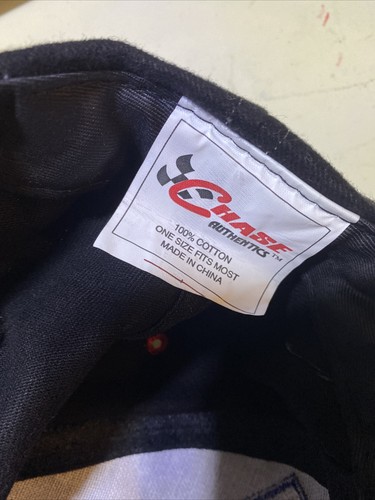 CHASE
AUTHENTICS™
100% COTTON
ONE SIZE FITS MOST
MADE IN CHINA